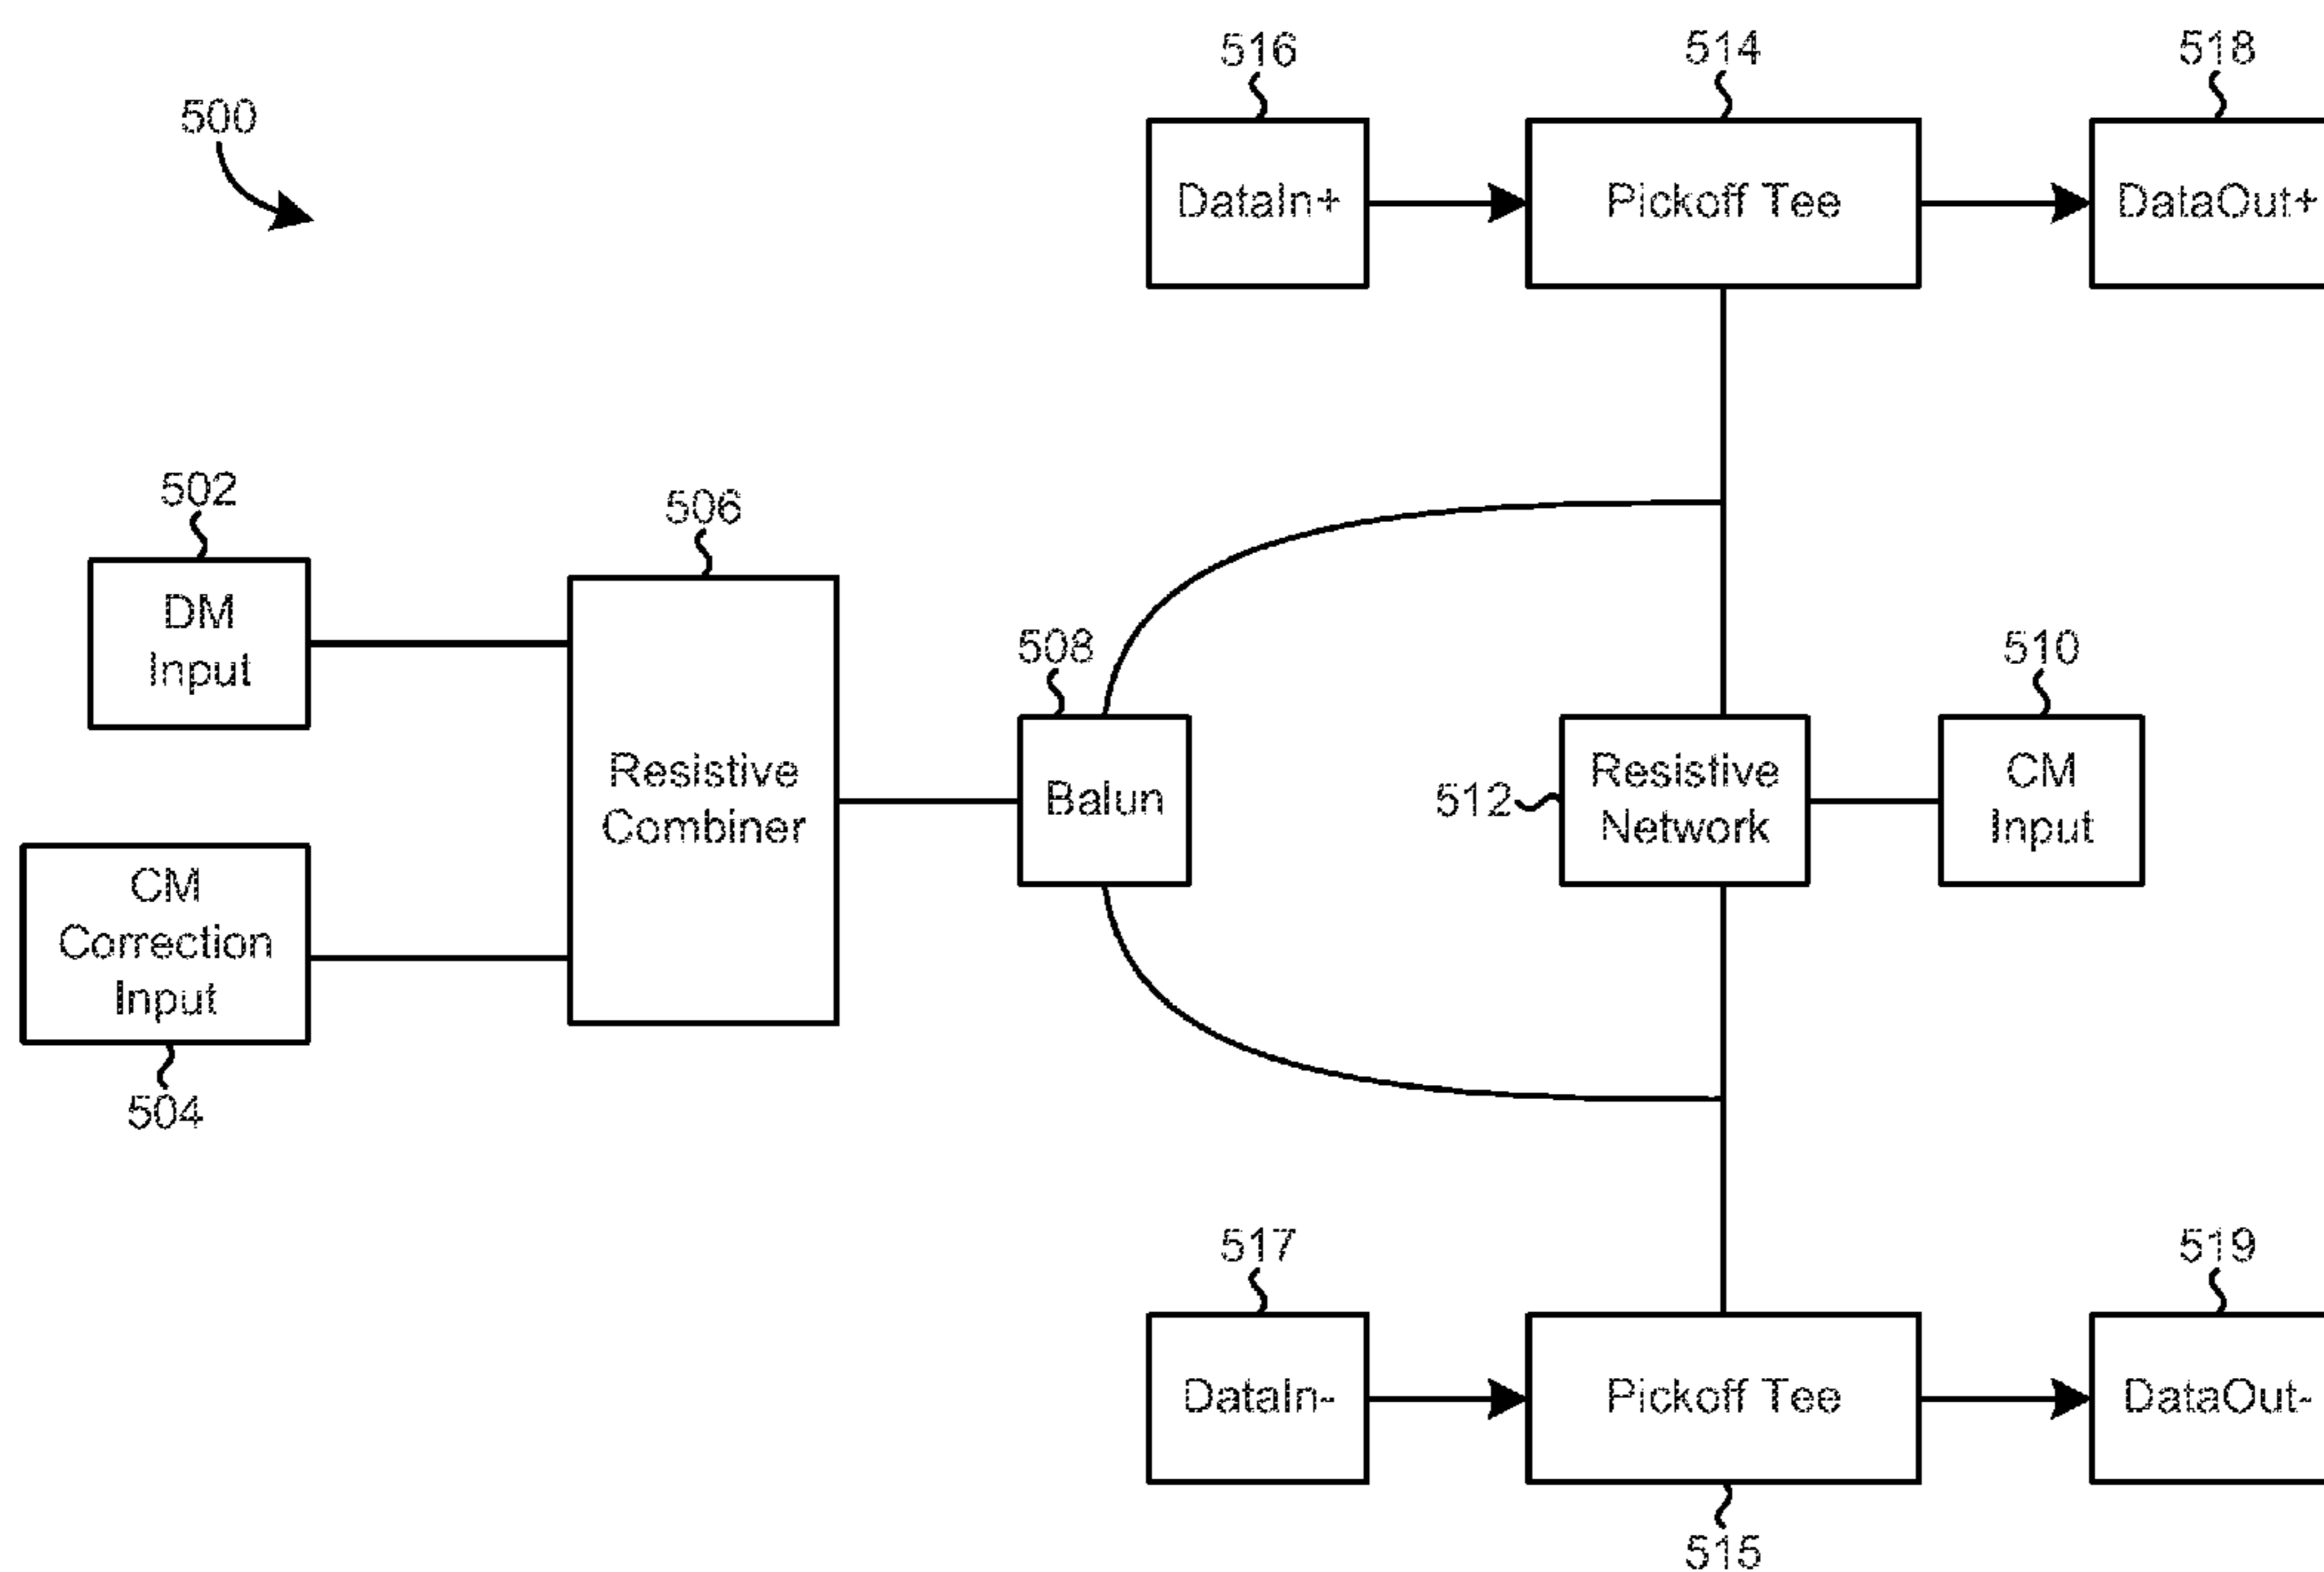 500
516
514
518
DataIn+
Pickoff Tee
DataOut+
502
DM
Input
506
Resistive
Combiner
CM
Correction
Input
504
508
Balun
512
Resistive
Network
510
CM
Input
517
519
DataIn-
Pickoff Tee
DataOut-
515